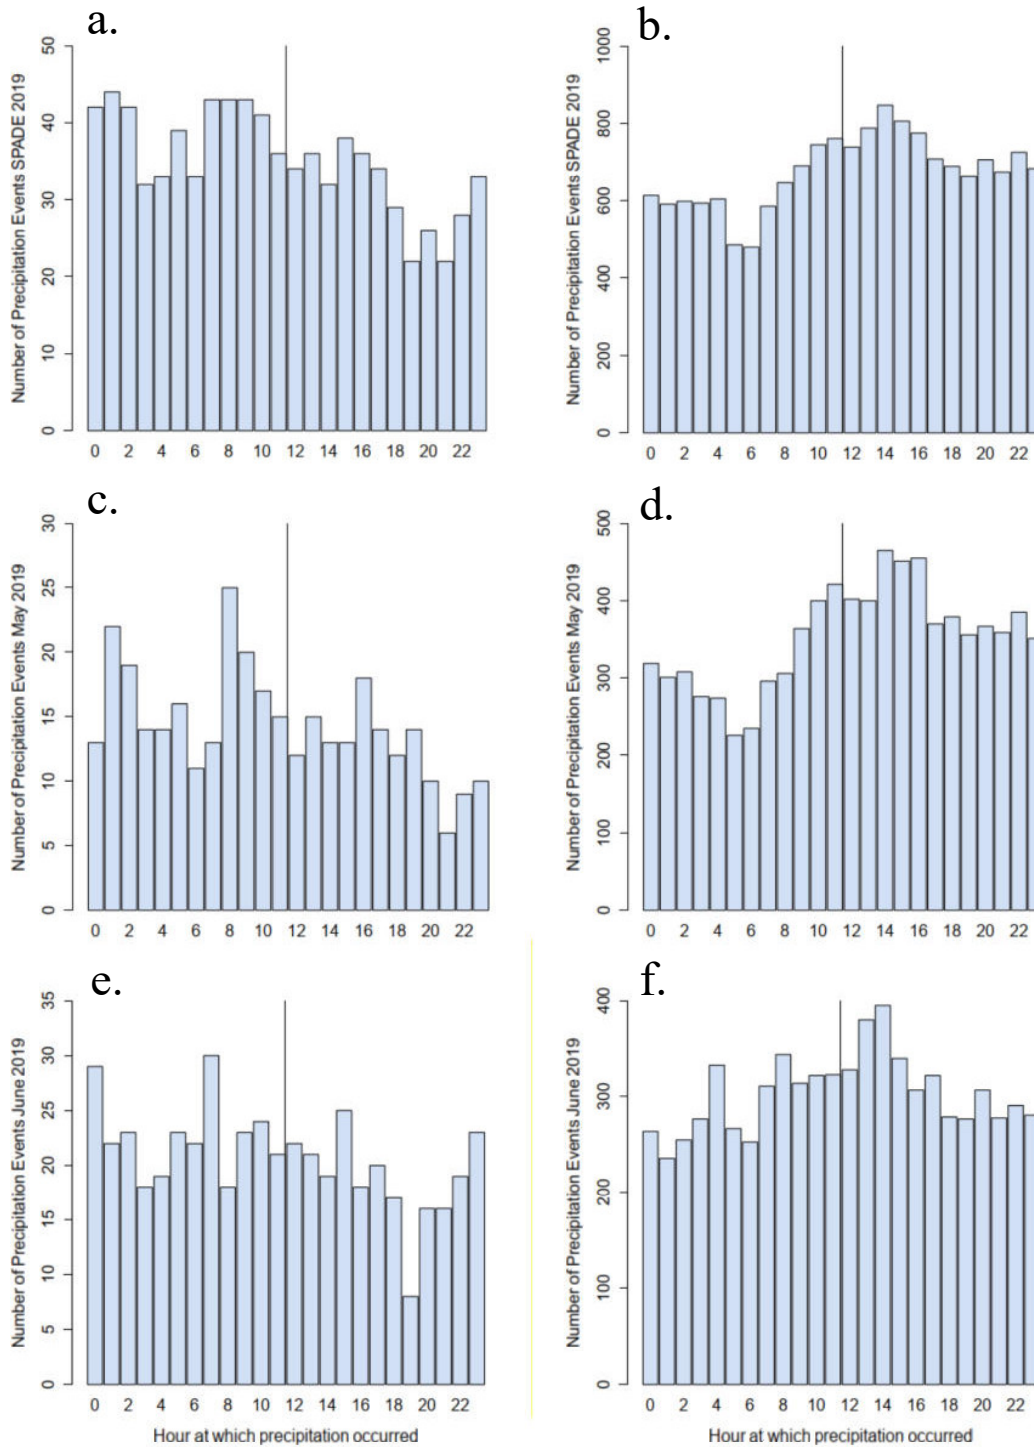 a.
Number of Precipitation Events SPADE 2019
50
40
30
20
10
0
0 2 4 6 8 10 12 14 16 18 20 22
b.
Number of Precipitation Events SPADE 2019
1000
800
600
400
200
0
0 2 4 6 8 10 12 14 16 18 20 22
c.
Number of Precipitation Events May 2019
30
25
20
15
10
5
0
0 2 4 6 8 10 12 14 16 18 20 22
d.
Number of Precipitation Events May 2019
500
400
300
200
100
0
0 2 4 6 8 10 12 14 16 18 20 22
e.
Number of Precipitation Events June 2019
35
30
25
20
15
10
5
0
0 2 4 6 8 10 12 14 16 18 20 22
Hour at which precipitation occurred
f.
Number of Precipitation Events June 2019
400
300
200
100
0
0 2 4 6 8 10 12 14 16 18 20 22
Hour at which precipitation occurred